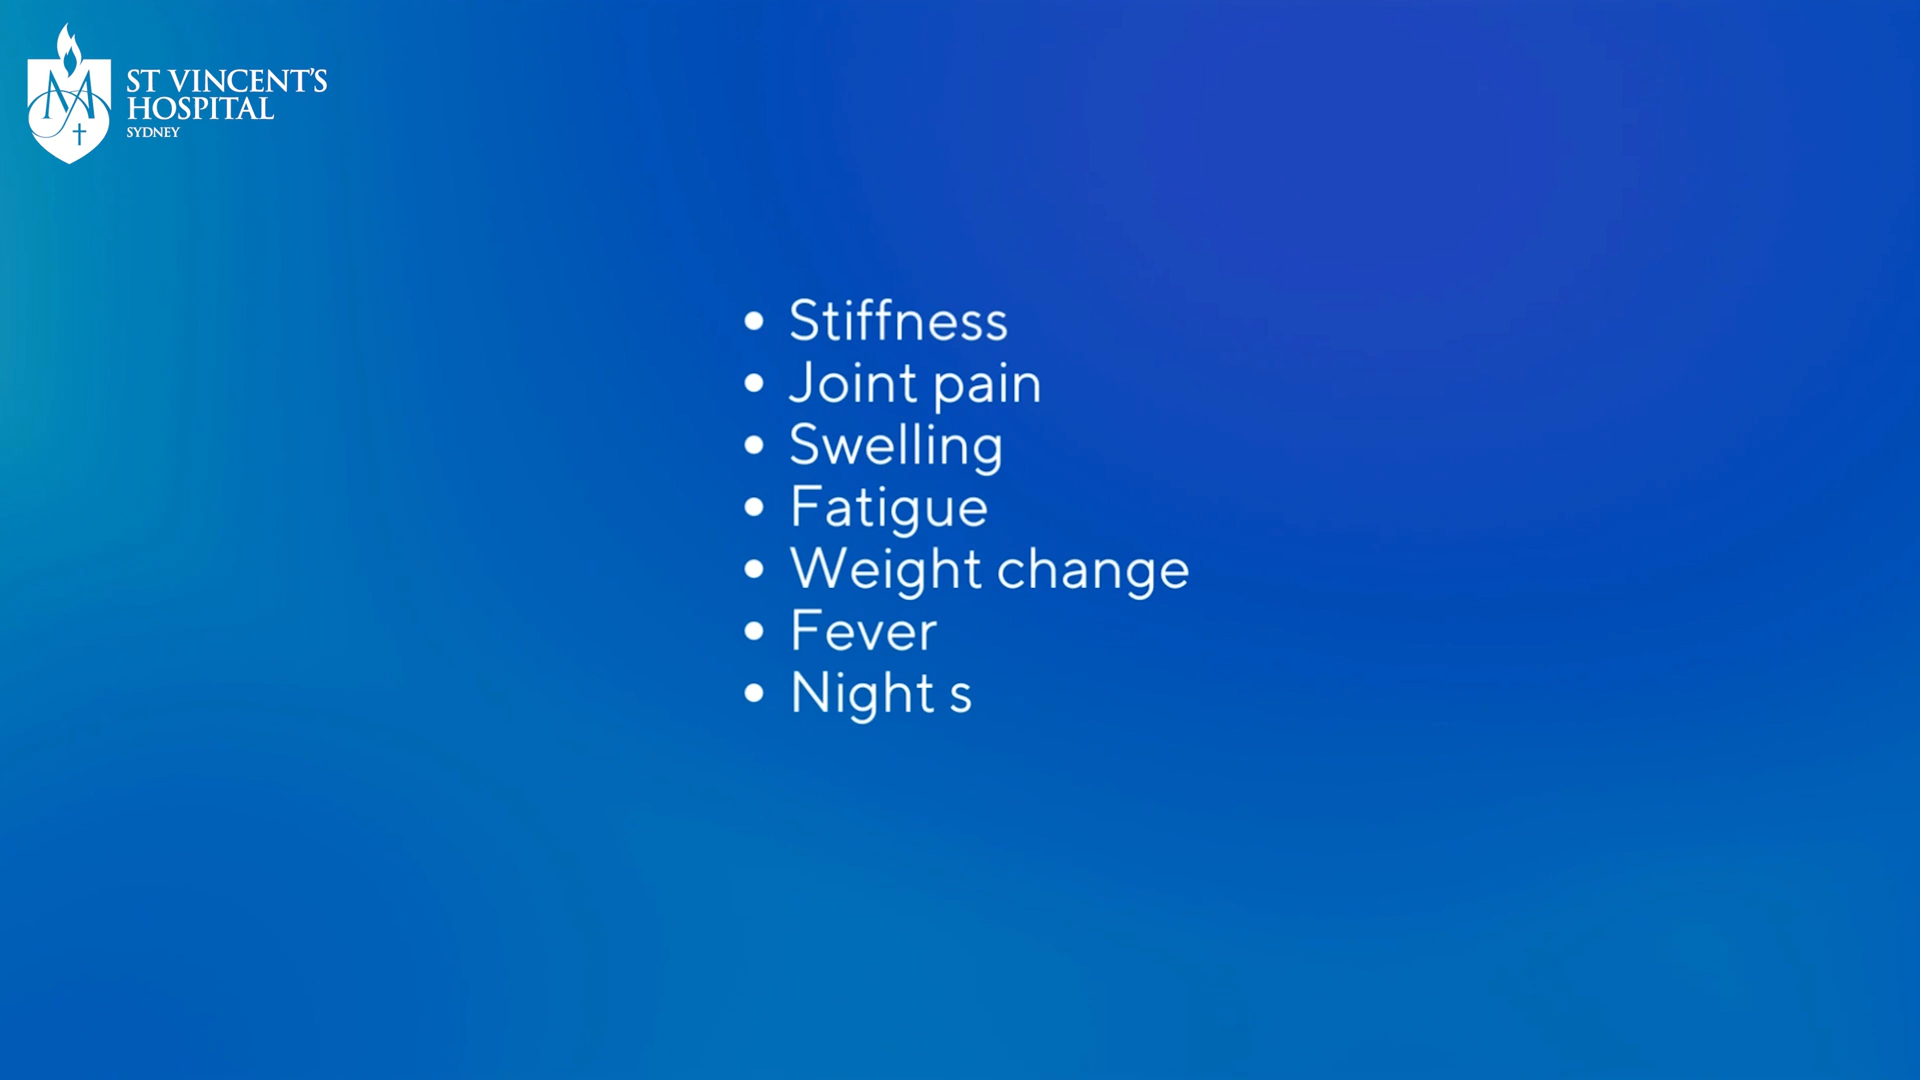 ST VINCENT'S
HOSPITAL
SYDNEY
• Stiffness
• Joint pain
• Swelling
• Fatigue
• Weight change
• Fever
• Night s